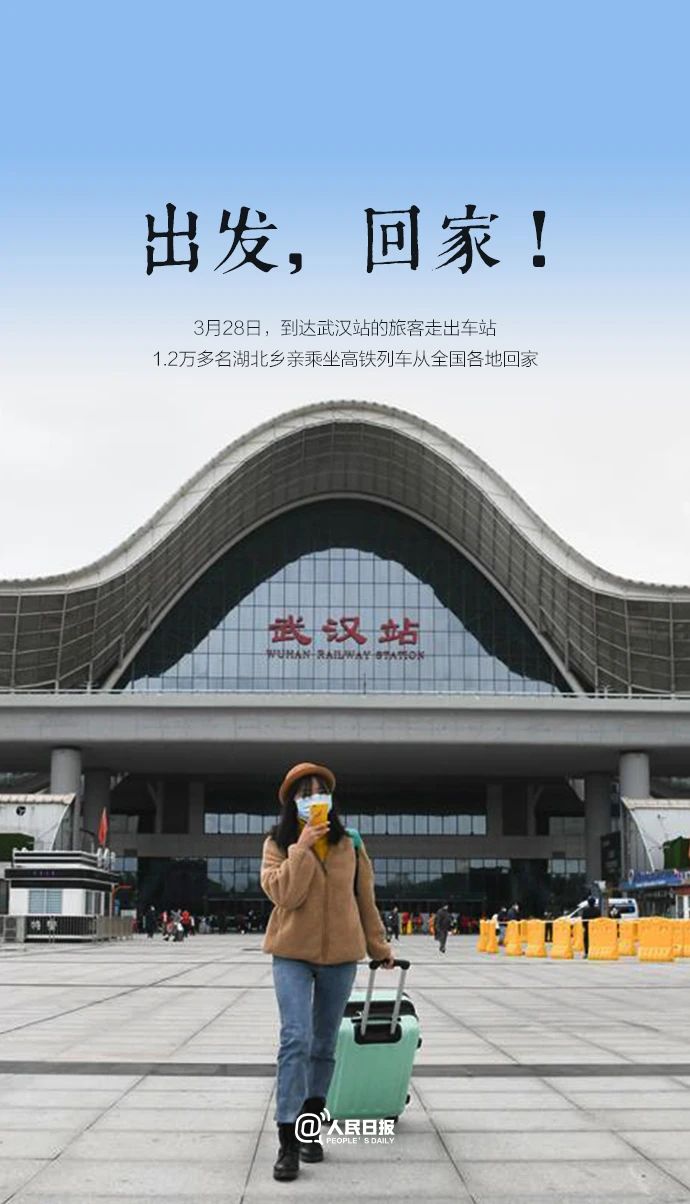 出发，回家！
3月28日，到达武汉站的旅客走出车站
1.2万多名湖北乡亲乘坐高铁列车从全国各地回家
武汉站
WUHAN RAILWAY STATION
@人民日报
PEOPLE'S DAILY